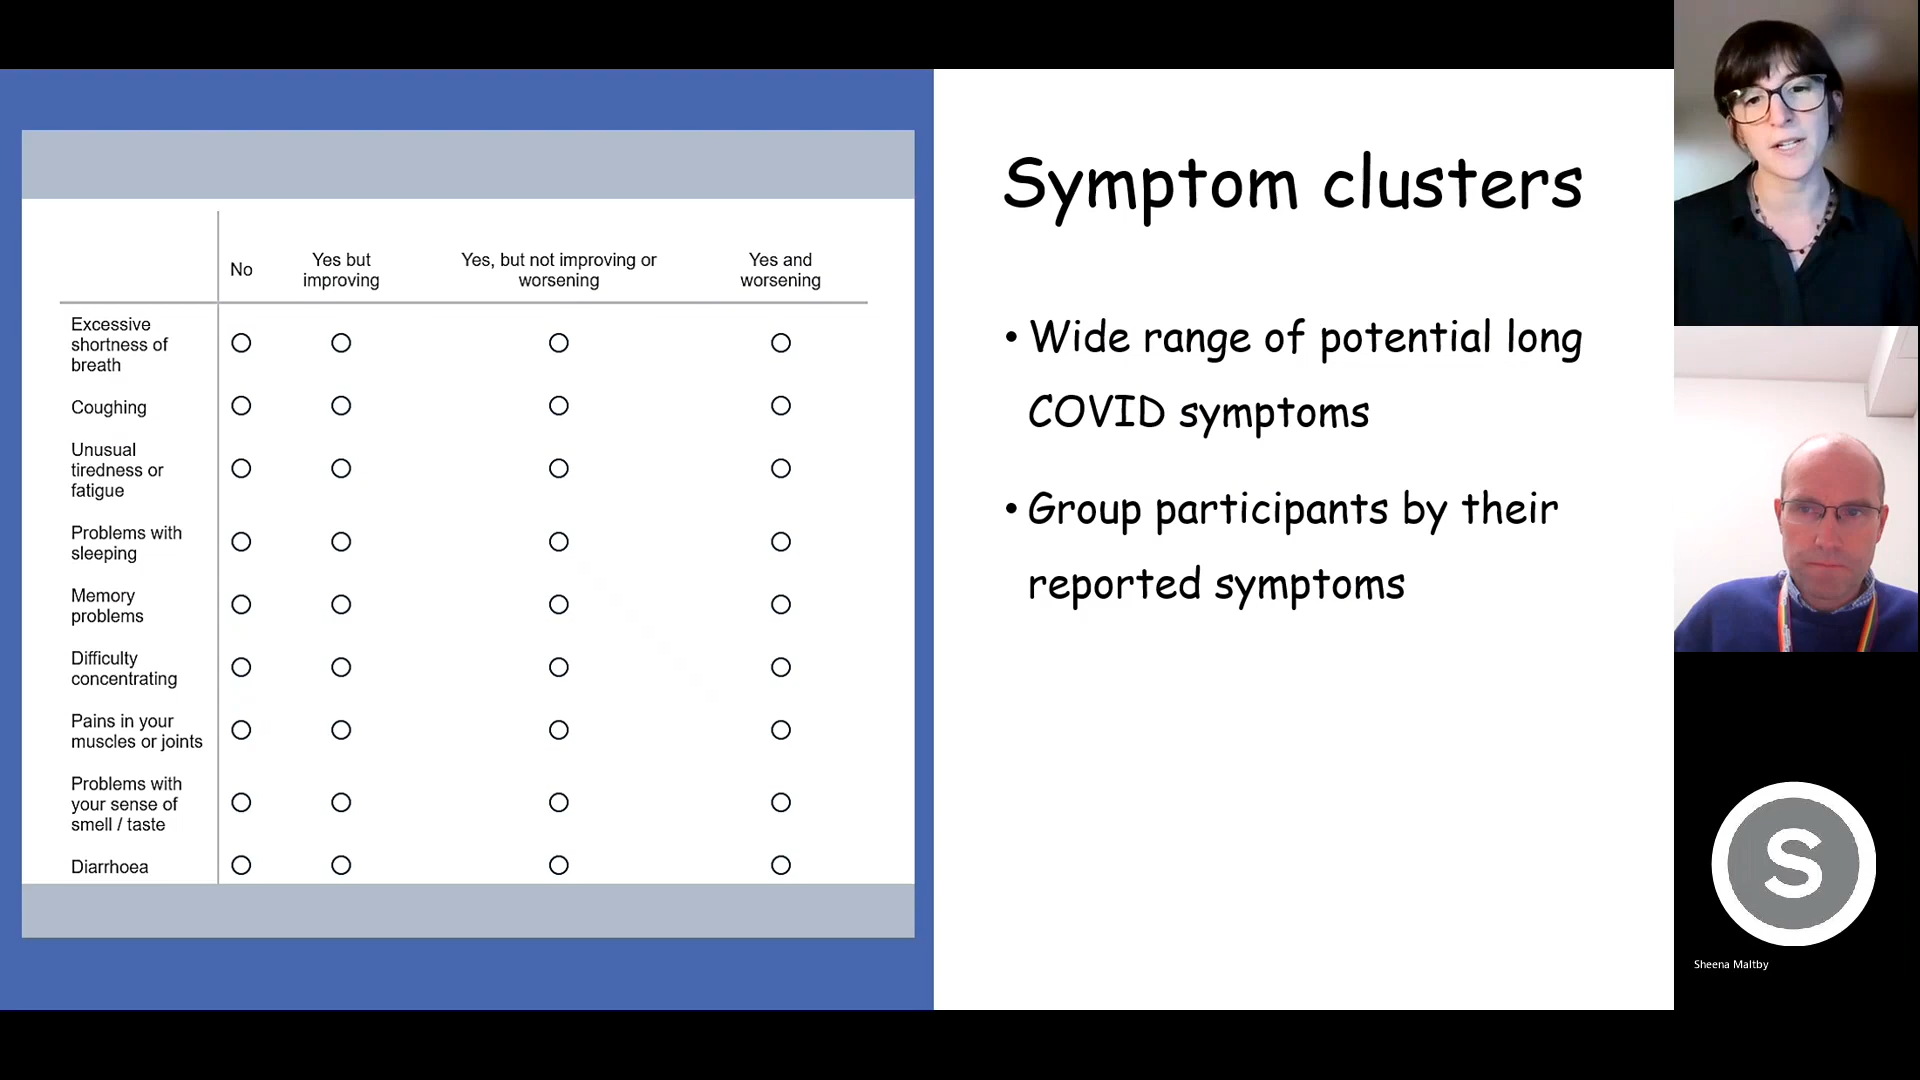 No
Yes but
improving
Yes, but not improving or
worsening
Yes and
worsening
Excessive
shortness of
breath
Coughing
Unusual
tiredness or
fatigue
Problems with
sleeping
Memory
problems
Difficulty
concentrating
Pains in your
muscles or joints
Problems with
your sense of
smell / taste
Diarrhoea
Symptom clusters
• Wide range of potential long
COVID symptoms
• Group participants by their
reported symptoms
S
Sheena Maltby